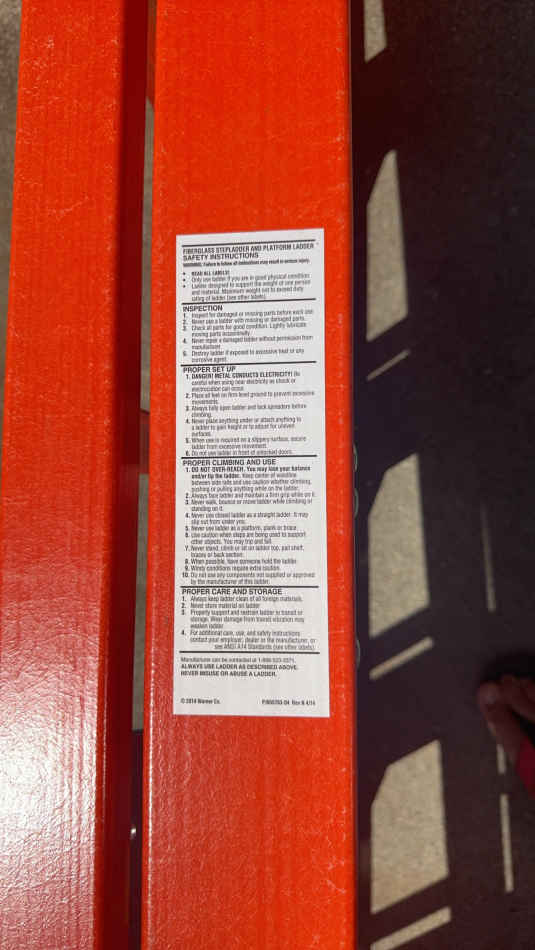 FIBERGLASS STEPLADDER AND PLATFORM LADDER
SAFETY INSTRUCTIONS
WARNING: Failure to follow all instructions may result in serious injury.
• READ ALL LABELS!
• Only use ladder if you are in good physical condition.
• Ladder designed to support the weight of one person
and material. Maximum weight not to exceed duty
rating of ladder (see other labels).
INSPECTION
1. Inspect for damaged or missing parts before each use.
2. Never use a ladder with missing or damaged parts.
3. Check all parts for good condition. Lightly lubricate
moving parts occasionally.
4. Never repair a damaged ladder without permission from
manufacturer.
5. Destroy ladder if exposed to excessive heat or any
corrosive agent.
PROPER SET UP
1. DANGER! METAL CONDUCTS ELECTRICITY! Be
careful when using near electricity as shock or
electrocution can occur.
2. Place all feet on firm level ground to prevent excessive
movements.
3. Always fully open ladder and lock spreaders before
climbing.
4. Never place anything under or attach anything to
a ladder to gain height or to adjust for uneven
surfaces.
5. When use is required on a slippery surface, secure
ladder from excessive movement.
6. Do not use ladder in front of unlocked doors.
PROPER CLIMBING AND USE
1. DO NOT OVER-REACH. You may lose your balance
and/or tip the ladder. Keep center of waistline
between side rails and use caution whether climbing,
pushing or pulling anything while on the ladder.
2. Always face ladder and maintain a firm grip while on it.
3. Never walk, bounce or move ladder while climbing or
standing on it.
4. Never use closed ladder as a straight ladder. It may
slip out from under you.
5. Never use ladder as a platform, plank or brace.
6. Use caution when steps are being used to support
other objects. You may trip and fall.
7. Never stand, climb or sit on ladder top, pail shelf,
braces or back section.
8. When possible, have someone hold the ladder.
9. Windy conditions require extra caution.
10. Do not use any components not supplied or approved
by the manufacturer of this ladder.
PROPER CARE AND STORAGE
1. Always keep ladder clean of all foreign materials.
2. Never store material on ladder.
3. Properly support and restrain ladder in transit or
storage. Wear damage from transit vibration may
weaken ladder.
4. For additional care, use, and safety instructions
contact your employer, dealer or the manufacturer, or
see ANSI A14 Standards (see other labels).
Manufacturer can be contacted at 1-888-523-3371.
ALWAYS USE LADDER AS DESCRIBED ABOVE.
NEVER MISUSE OR ABUSE A LADDER.
© 2014 Werner Co. Rev N 4/14